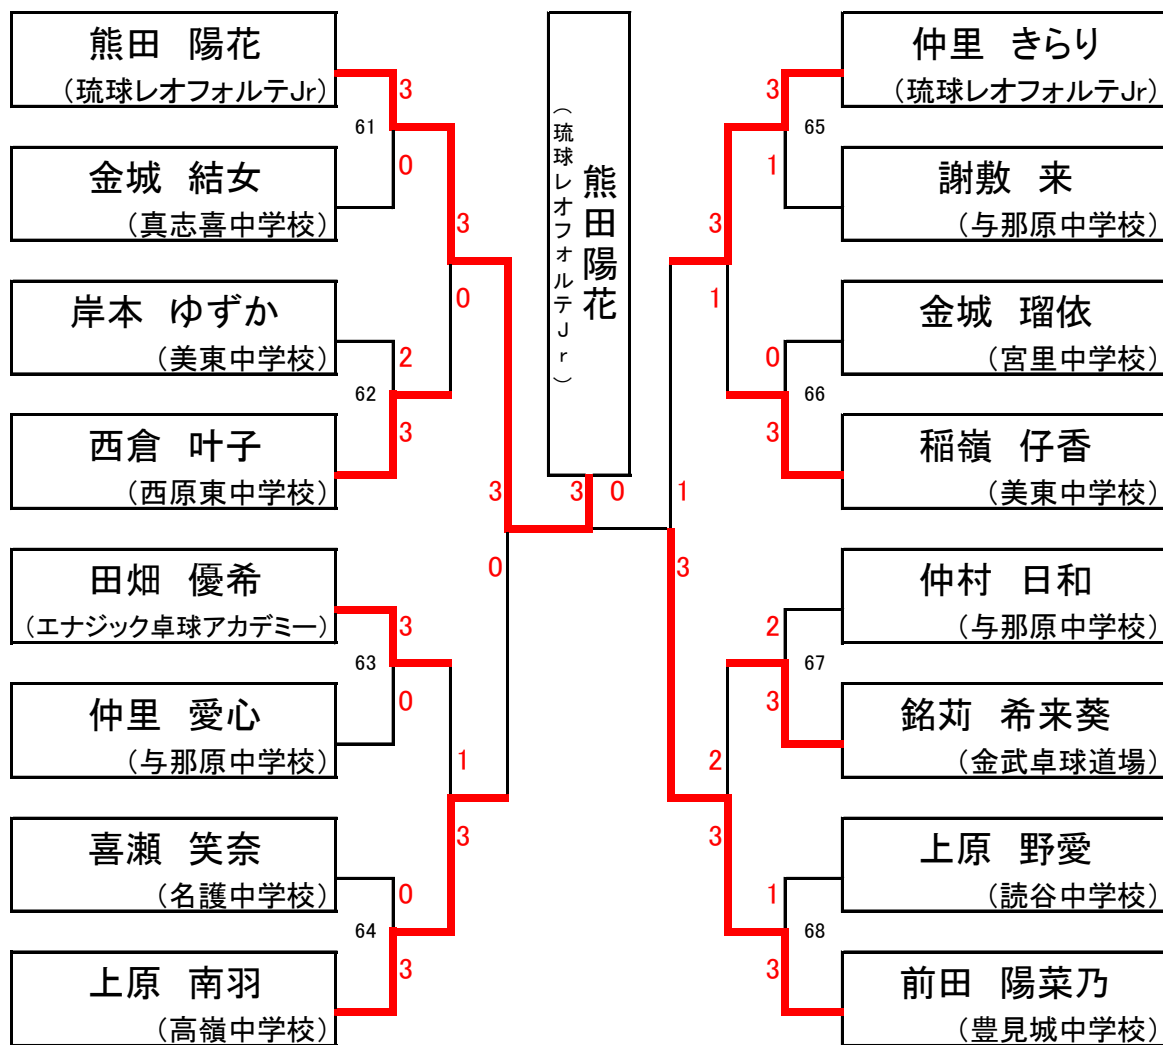 熊田　陽花
（琉球レオフォルテJr）
3
61
0
金城　結女
（真志喜中学校）
3
0
岸本　ゆずか
（美東中学校）
2
62
3
西倉　叶子
（西原東中学校）
3
0
田畑　優希
（エナジック卓球アカデミー）
3
63
0
仲里　愛心
（与那原中学校）
1
3
喜瀬　笑奈
（名護中学校）
0
64
3
上原　南羽
（高嶺中学校）
熊田陽花
（琉球レオフォルテJr）
3
0
仲里　きらり
（琉球レオフォルテJr）
3
65
1
謝敷　来
（与那原中学校）
3
1
金城　瑠依
（宮里中学校）
0
66
3
稲嶺　仔香
（美東中学校）
1
3
仲村　日和
（与那原中学校）
2
67
3
銘苅　希来葵
（金武卓球道場）
2
3
上原　野愛
（読谷中学校）
1
68
3
前田　陽菜乃
（豊見城中学校）